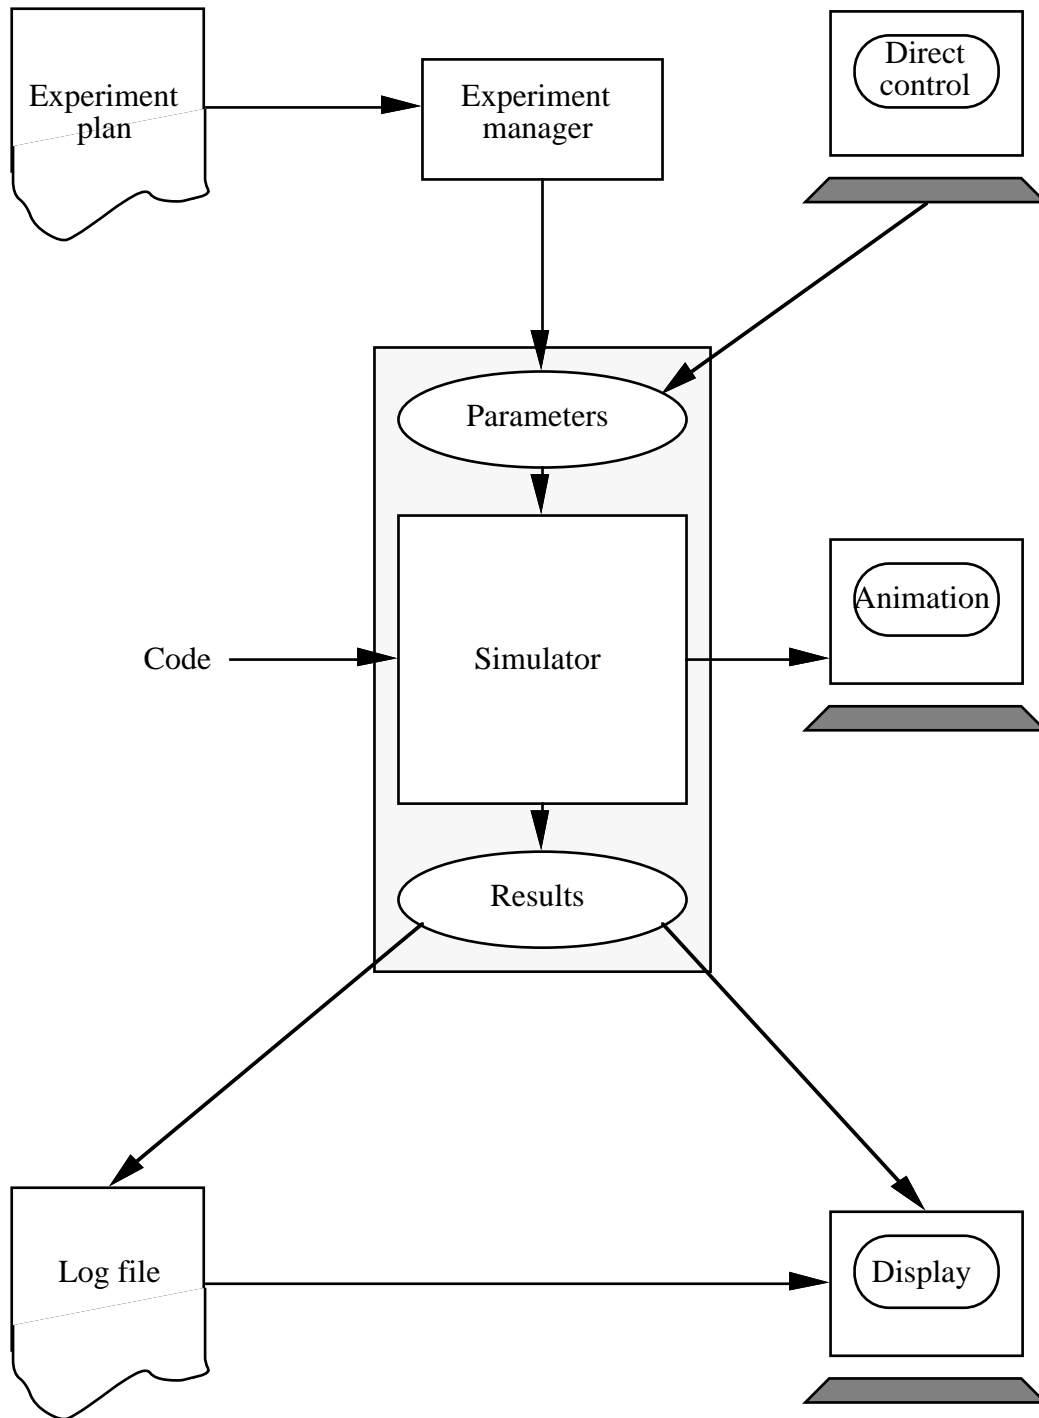 Experiment
plan
Experiment
manager
Direct
control
Parameters
Code
Simulator
Animation
Results
Log file
Display